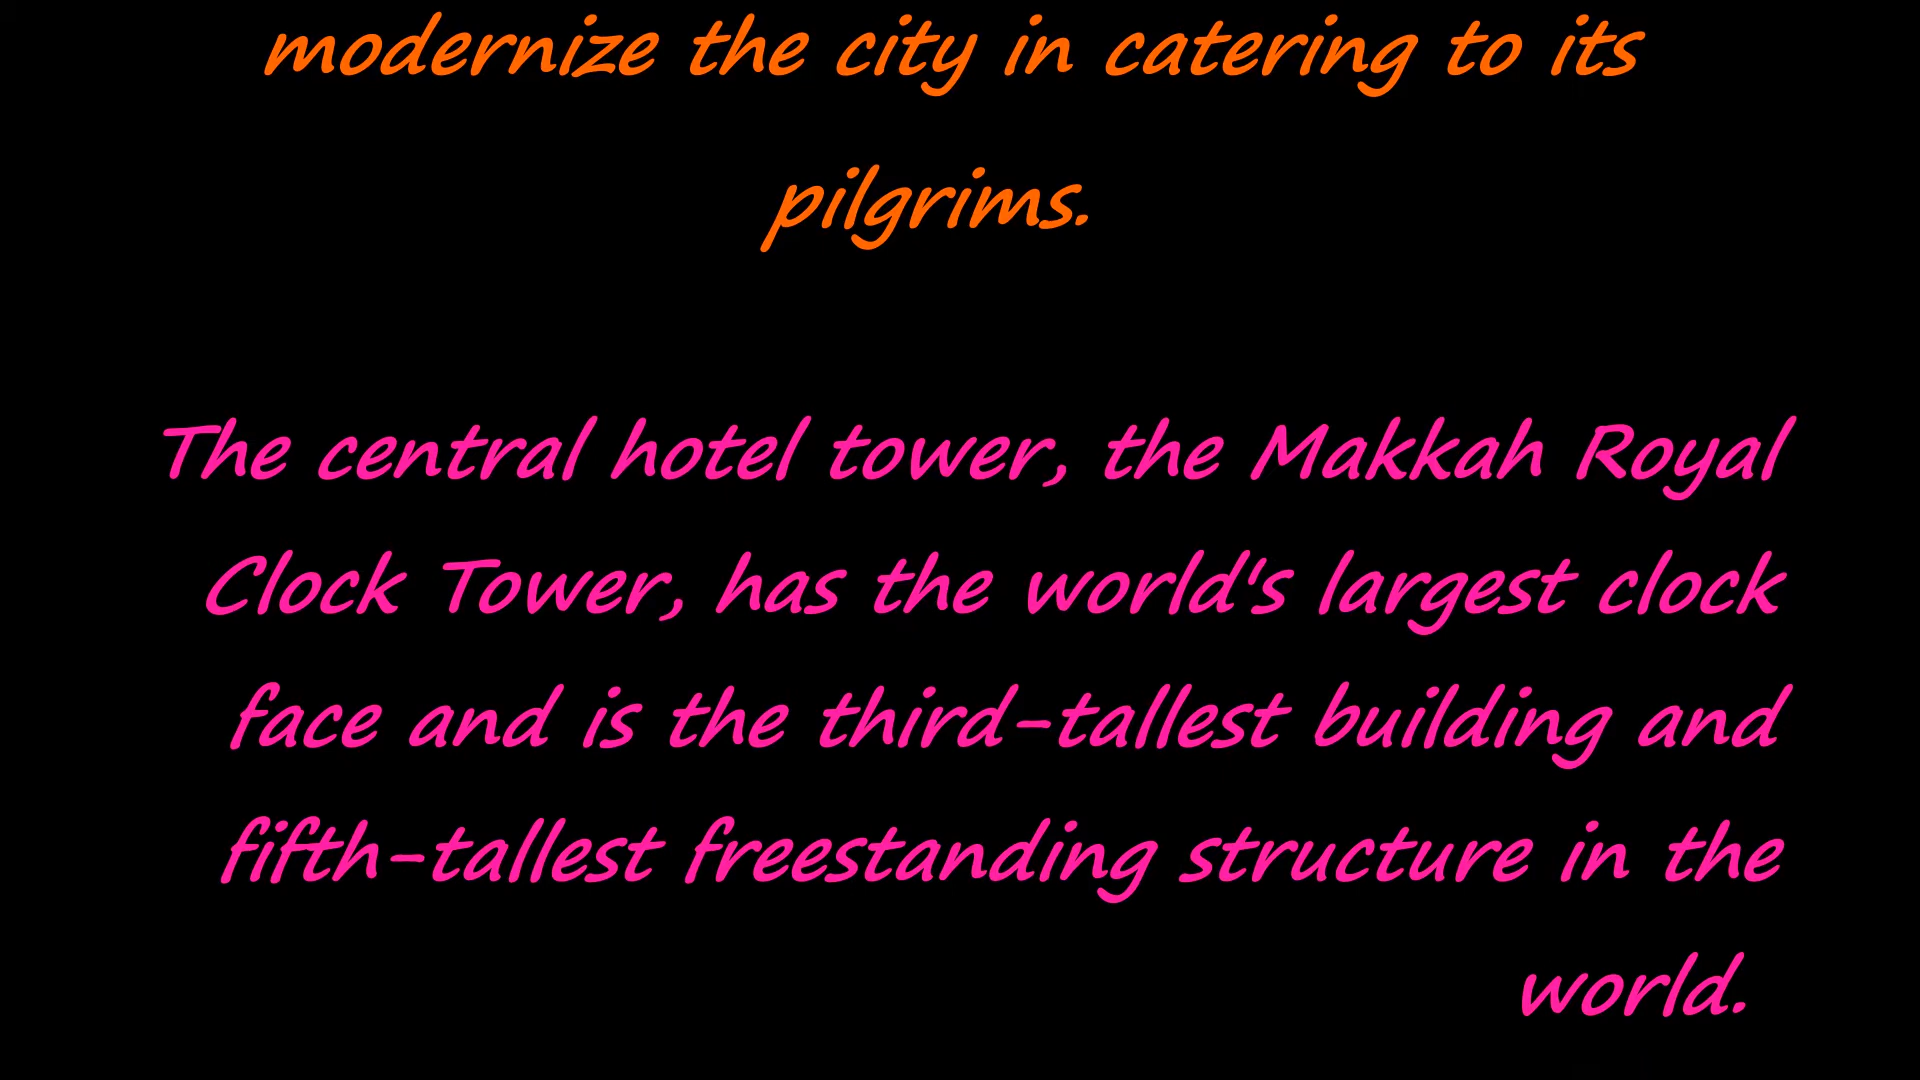 modernize the city in catering to its
pilgrims.
The central hotel tower, the Makkah Royal
Clock Tower, has the world's largest clock
face and is the third-tallest building and
fifth-tallest freestanding structure in the
world.